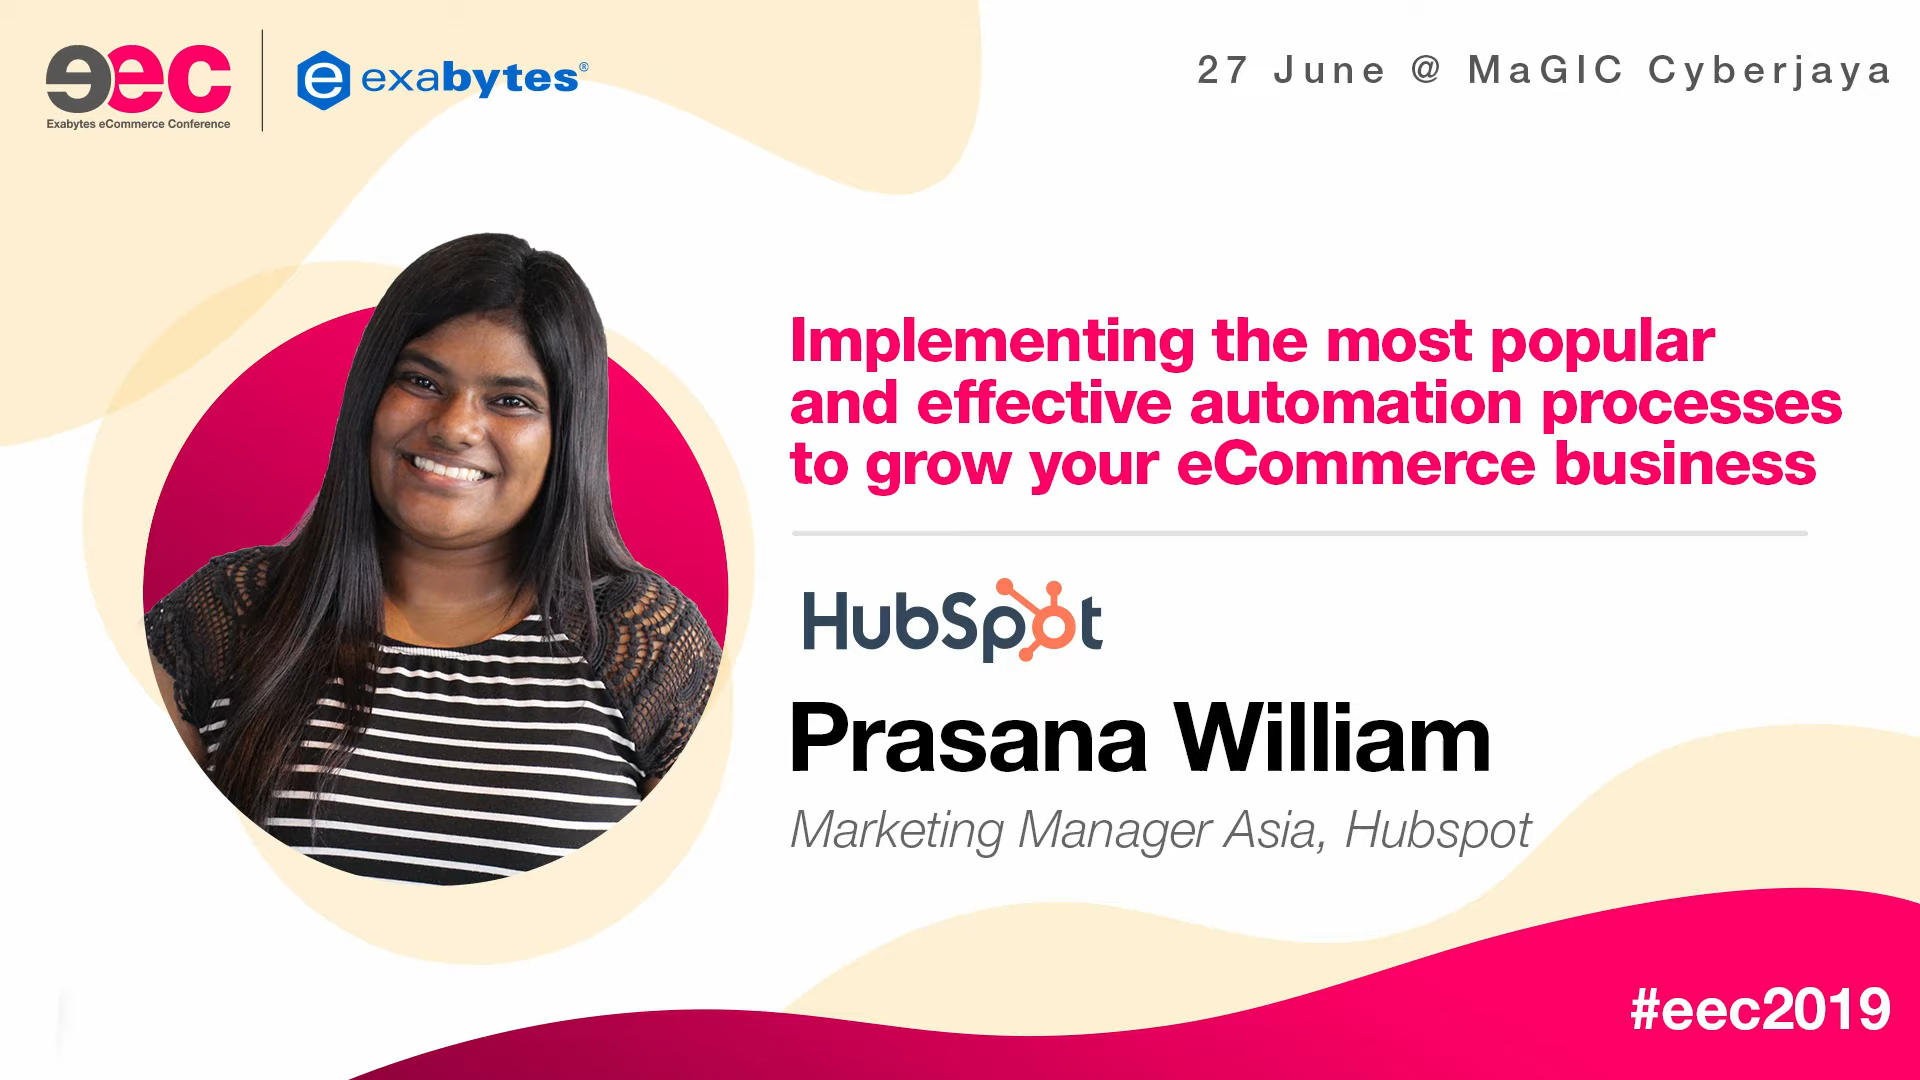 eec
Exabytes eCommerce Conference
exabytes®
27 June @ MaGIC Cyberjaya
Implementing the most popular
and effective automation processes
to grow your eCommerce business
HubSpot
Prasana William
Marketing Manager Asia, Hubspot
#eec2019